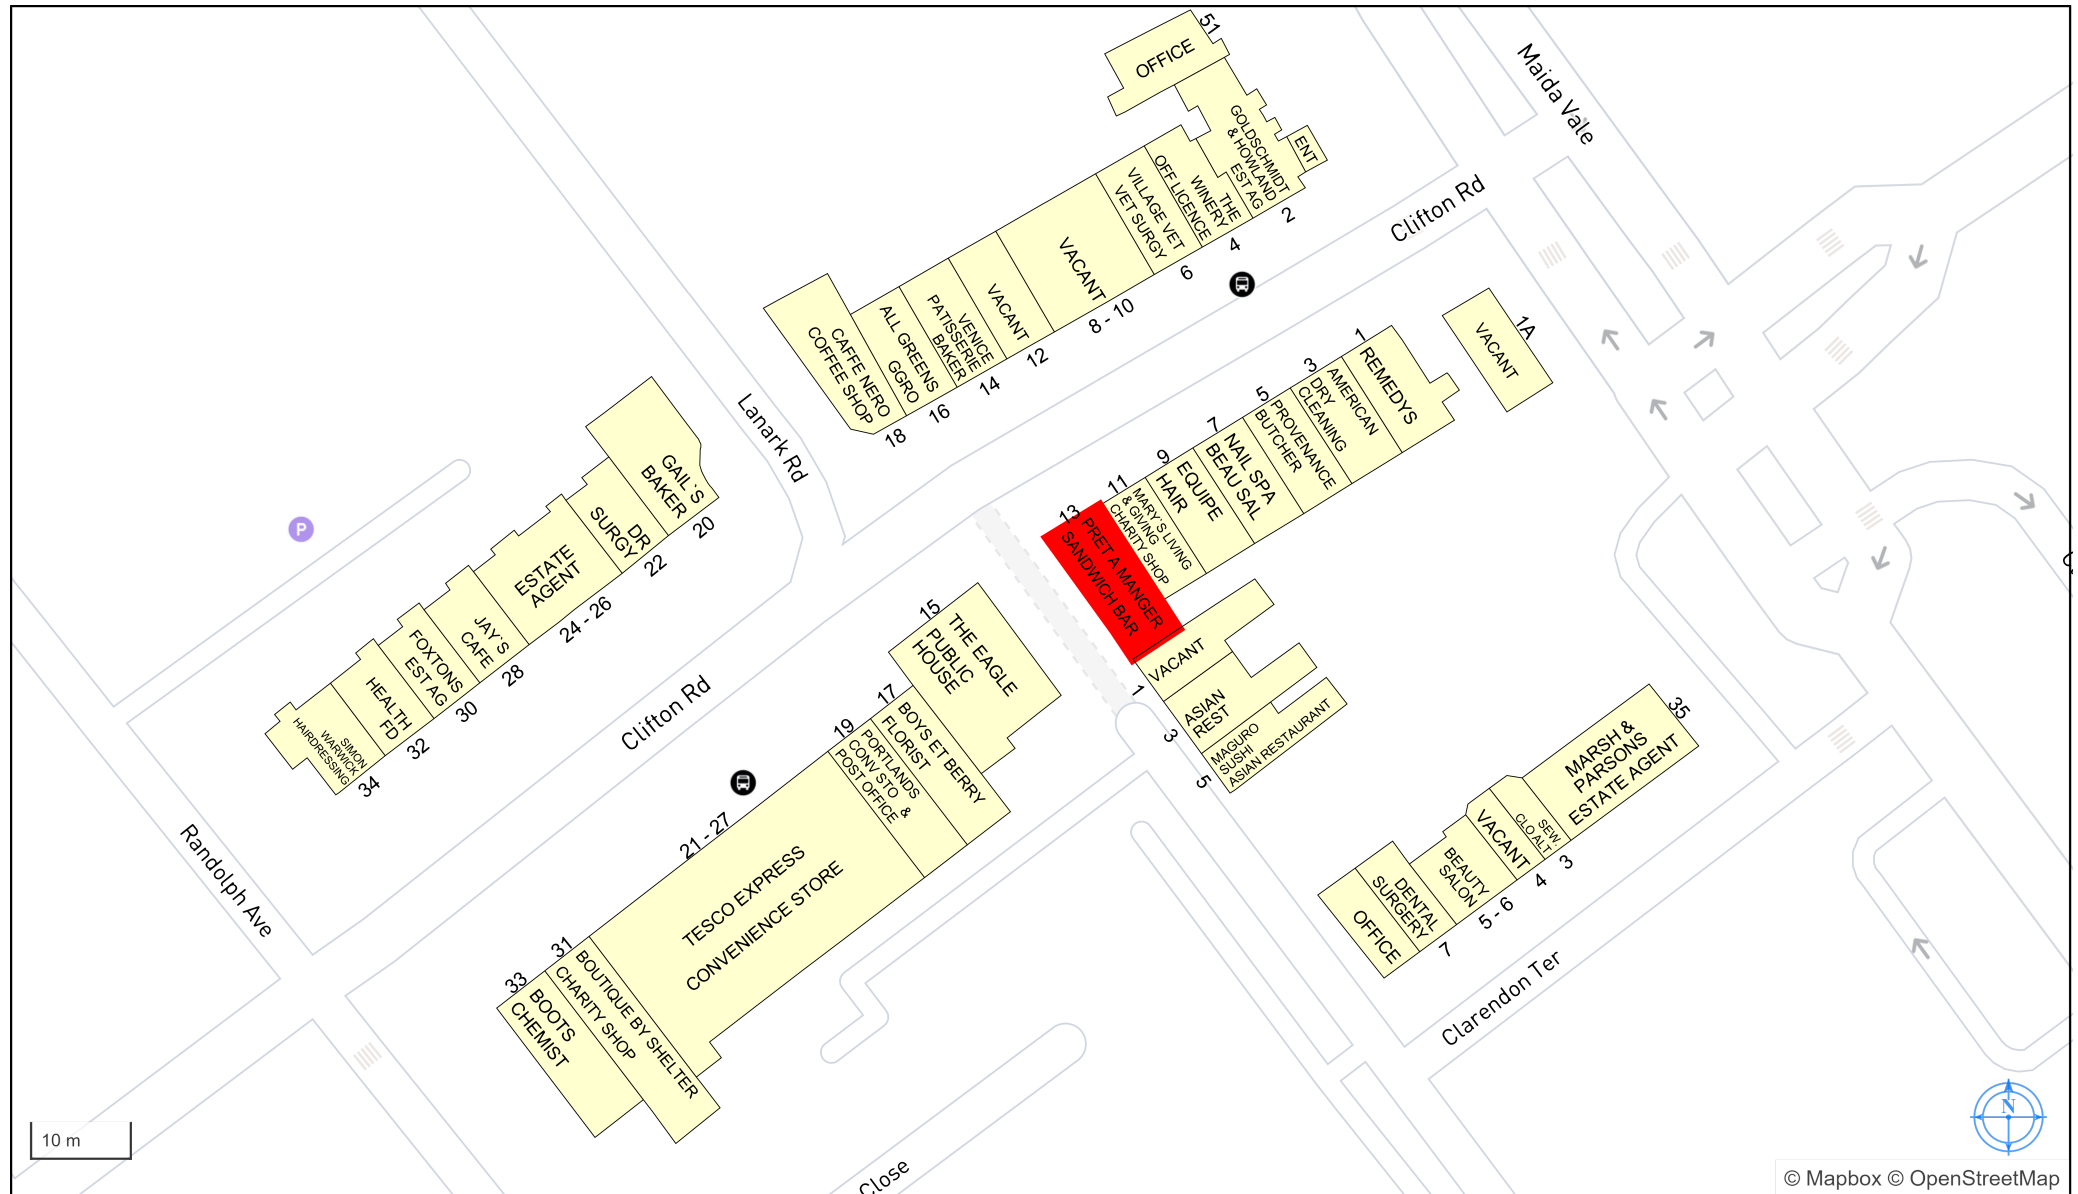 51
OFFICE
Maida Vale
GOLDSCHMIDT
& HOWLAND
EST AG
ENT
2
THE
WINERY
OFF LICENCE
4
VILLAGE VET
VET SURGY
6
Clifton Rd
VACANT
8 - 10
VACANT
12
VENICE
PATISSERIE
BAKER
14
ALL GREENS
GGRO
16
CAFFE NERO
COFFEE SHOP
18
1A
VACANT
1
REMEDYS
3
AMERICAN
DRY
CLEANING
5
PROVENANCE
BUTCHER
7
NAIL SPA
BEAU SAL
9
EQUIPE
HAIR
11
MARY`S LIVING
& GIVING
CHARITY SHOP
13
PRET A MANGER
SANDWICH BAR
Lanark Rd
GAIL`S
BAKER
20
DR
SURGY
22
ESTATE
AGENT
24 - 26
JAY`S
CAFE
28
FOXTONS
EST AG
30
HEALTH
FD
32
SIMON
WARWICK
HAIRDRESSING
34
P
VACANT
1
ASIAN
REST
3
MAGURO
SUSHI
ASIAN RESTAURANT
5
15
THE EAGLE
PUBLIC
HOUSE
17
BOYS ET BERRY
FLORIST
19
PORTLANDS
CONV STO &
POST OFFICE
Clifton Rd
21 - 27
TESCO EXPRESS
CONVENIENCE STORE
31
BOUTIQUE BY SHELTER
CHARITY SHOP
33
BOOTS
CHEMIST
Randolph Ave
35
MARSH &
PARSONS
ESTATE AGENT
SEW.
CLO ALT
3
VACANT
4
BEAUTY
SALON
5 - 6
DENTAL
SURGERY
7
OFFICE
Clarendon Ter
Close
10 m
N
© Mapbox © OpenStreetMap